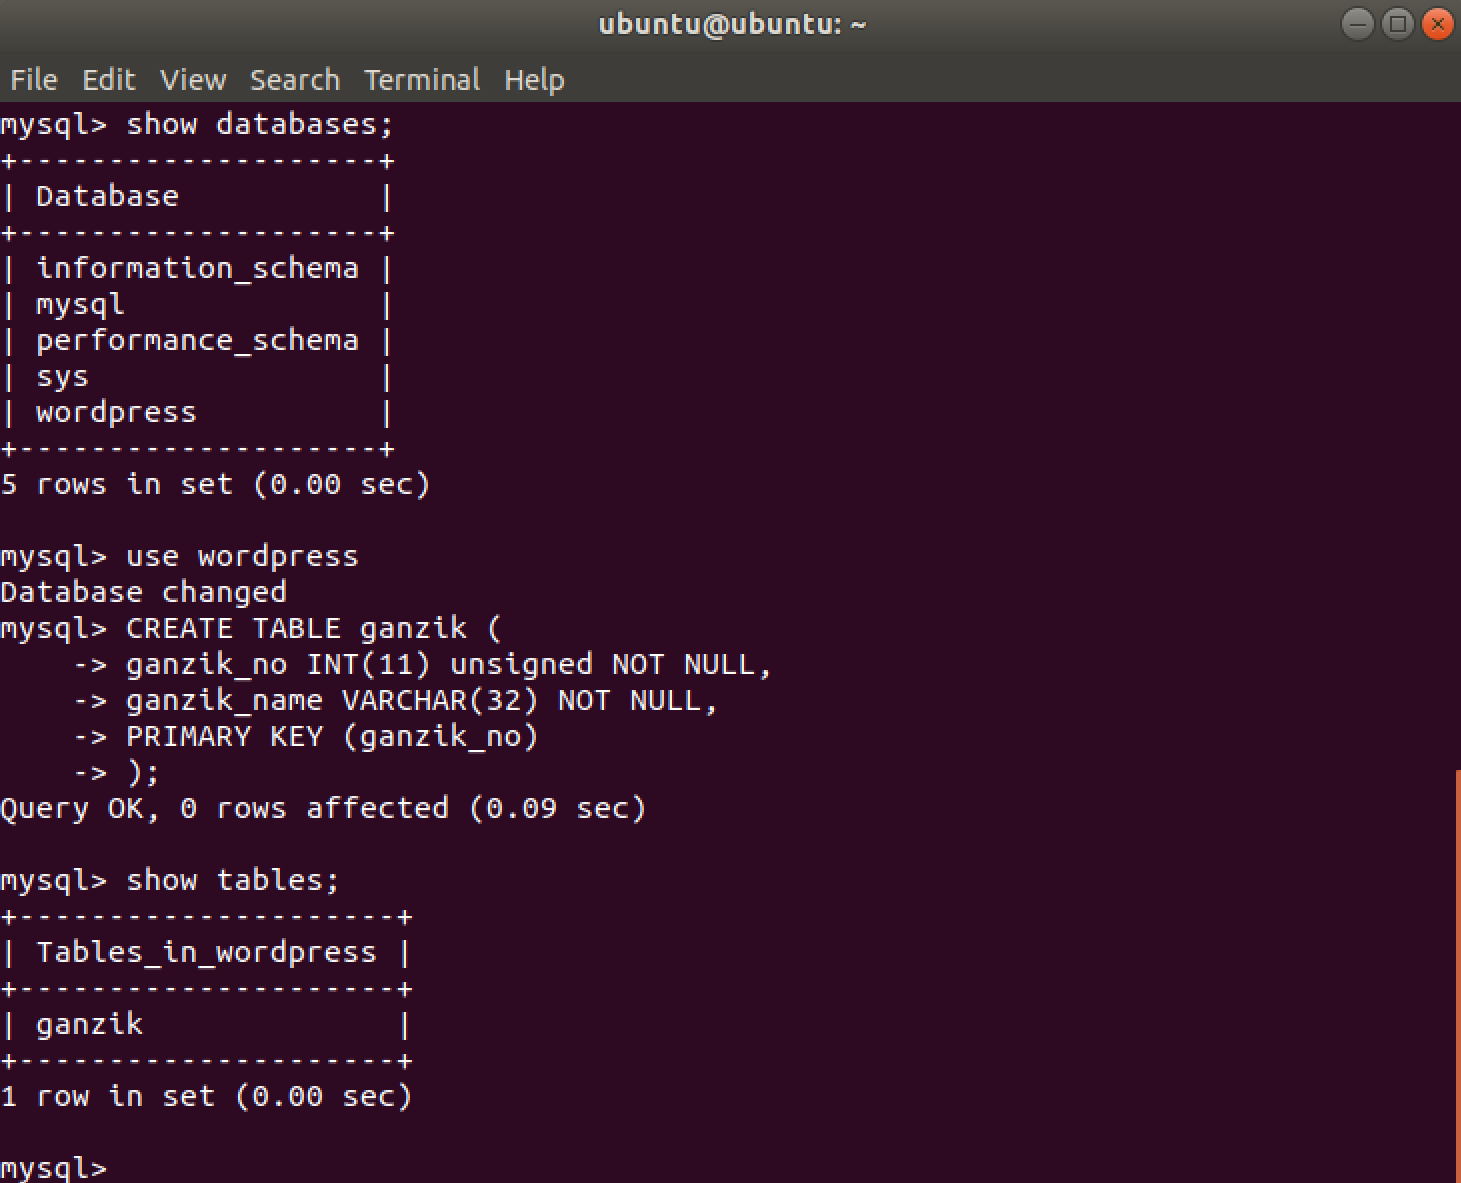 ubuntu@ubuntu: ~
File Edit View Search Terminal Help
mysql> show databases;
+--------------------+
| Database           |
+--------------------+
| information_schema |
| mysql              |
| performance_schema |
| sys                |
| wordpress          |
+--------------------+
5 rows in set (0.00 sec)

mysql> use wordpress
Database changed
mysql> CREATE TABLE ganzik (
    -> ganzik_no INT(11) unsigned NOT NULL,
    -> ganzik_name VARCHAR(32) NOT NULL,
    -> PRIMARY KEY (ganzik_no)
    -> );
Query OK, 0 rows affected (0.09 sec)

mysql> show tables;
+---------------------+
| Tables_in_wordpress |
+---------------------+
| ganzik              |
+---------------------+
1 row in set (0.00 sec)

mysql>